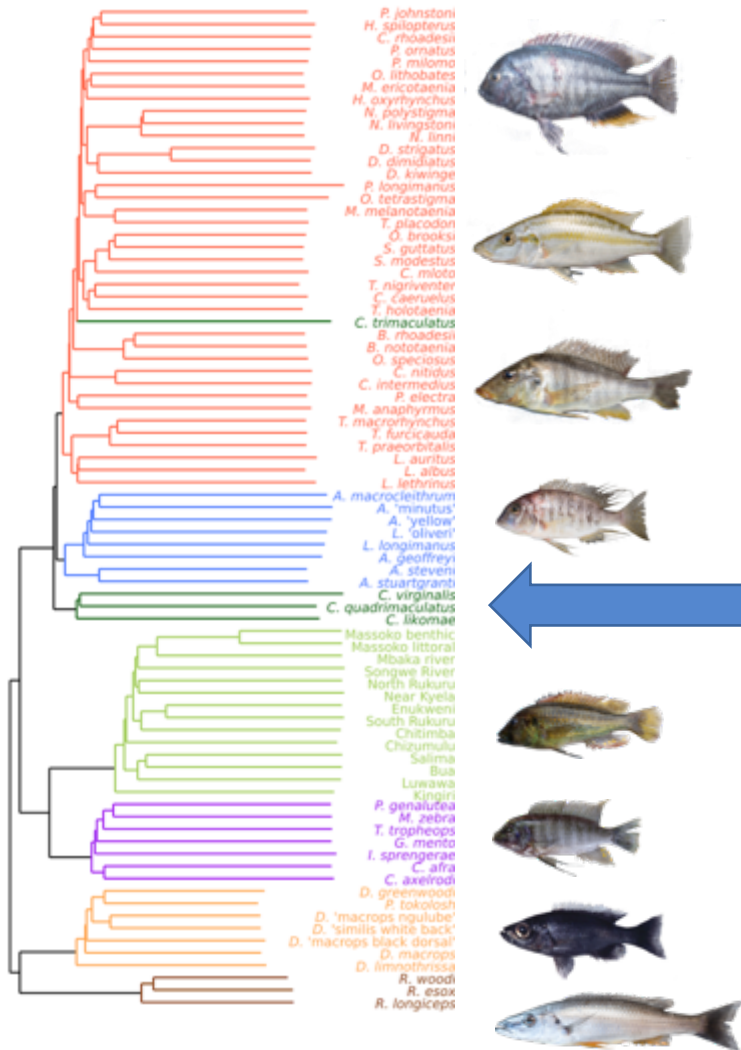 P. johnstoni
H. spilopterus
C. rhoadesii
P. ornatus
P. milomo
O. lithobates
M. ericotaenia
H. oxyrhynchus
N. polystigma
N. livingstoni
N. linni
D. strigatus
D. dimidiatus
D. kiwinge
P. longimanus
O. tetrastigma
M. melanotaenia
T. placodon
O. brooksi
S. guttatus
S. modestus
C. mloto
T. nigriventer
C. caeruelus
T. holotaenia
C. trimaculatus
B. rhoadesii
B. nototaenia
O. speciosus
C. nitidus
C. intermedius
P. electra
M. anaphyrmus
T. macrorhynchus
T. furcicauda
T. praeorbitalis
L. auritus
L. albus
L. lethrinus
A. macrocleithrum
A. 'minutus'
A. 'yellow'
L. 'oliveri'
L. longimanus
A. geoffreyi
A. steveni
A. stuartgranti
C. virginalis
C. quadrimaculatus
C. likomae
Massoko benthic
Massoko littoral
Mbaka river
Songwe River
North Rukuru
Near Kyela
Enukweni
South Rukuru
Chitimba
Chizumulu
Salima
Bua
Luwawa
Kingiri
P. genalutea
M. zebra
T. tropheops
G. mento
I. sprengerae
C. afra
C. axelrodi
D. greenwoodi
P. tokolosh
D. 'macrops ngulube'
D. 'similis white back'
D. 'macrops black dorsal'
D. macrops
D. limnothrissa
R. woodi
R. esox
R. longiceps